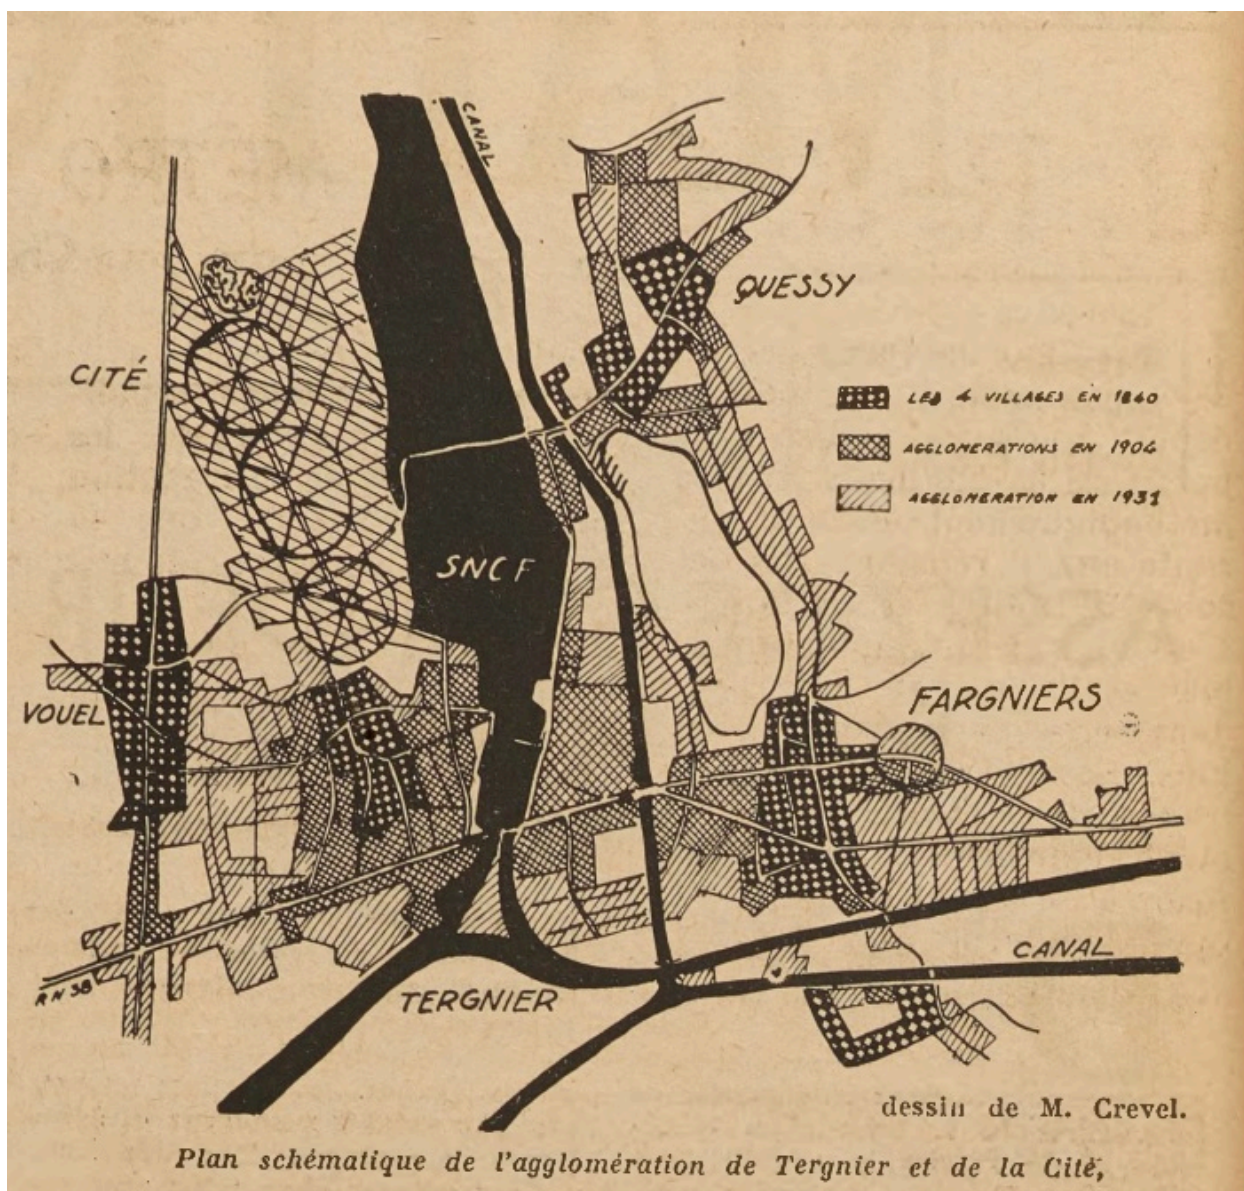 CANAL
QUESSY
CITÉ
LES 4 VILLAGES EN 1840
AGGLOMERATIONS EN 1904
AGGLOMERATION EN 1931
SNCF
VOUEL
FARGNIERS
CANAL
RN 38
TERGNIER
dessin de M. Crevel.
Plan schématique de l'agglomération de Tergnier et de la Cité,